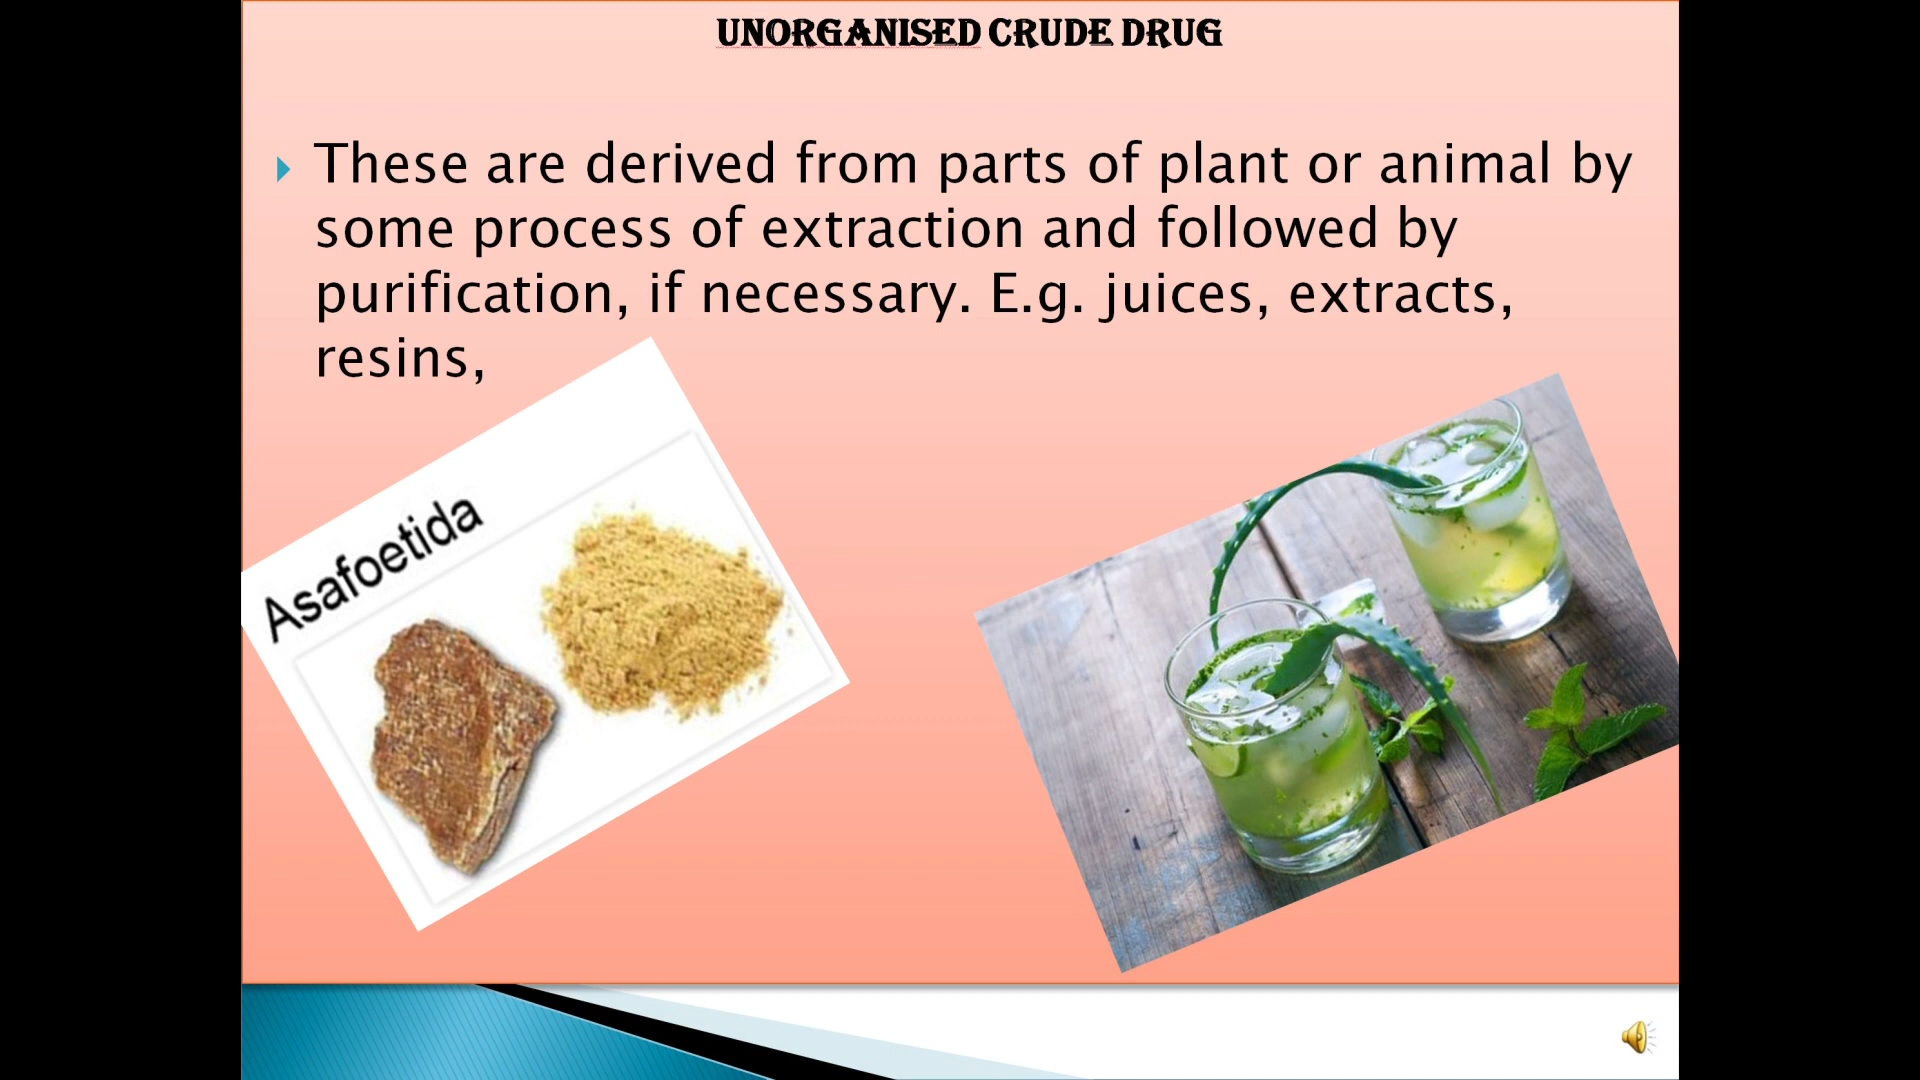 UNORGANISED CRUDE DRUG
These are derived from parts of plant or animal by
some process of extraction and followed by
purification, if necessary. E.g. juices, extracts,
resins,
Asafoetida